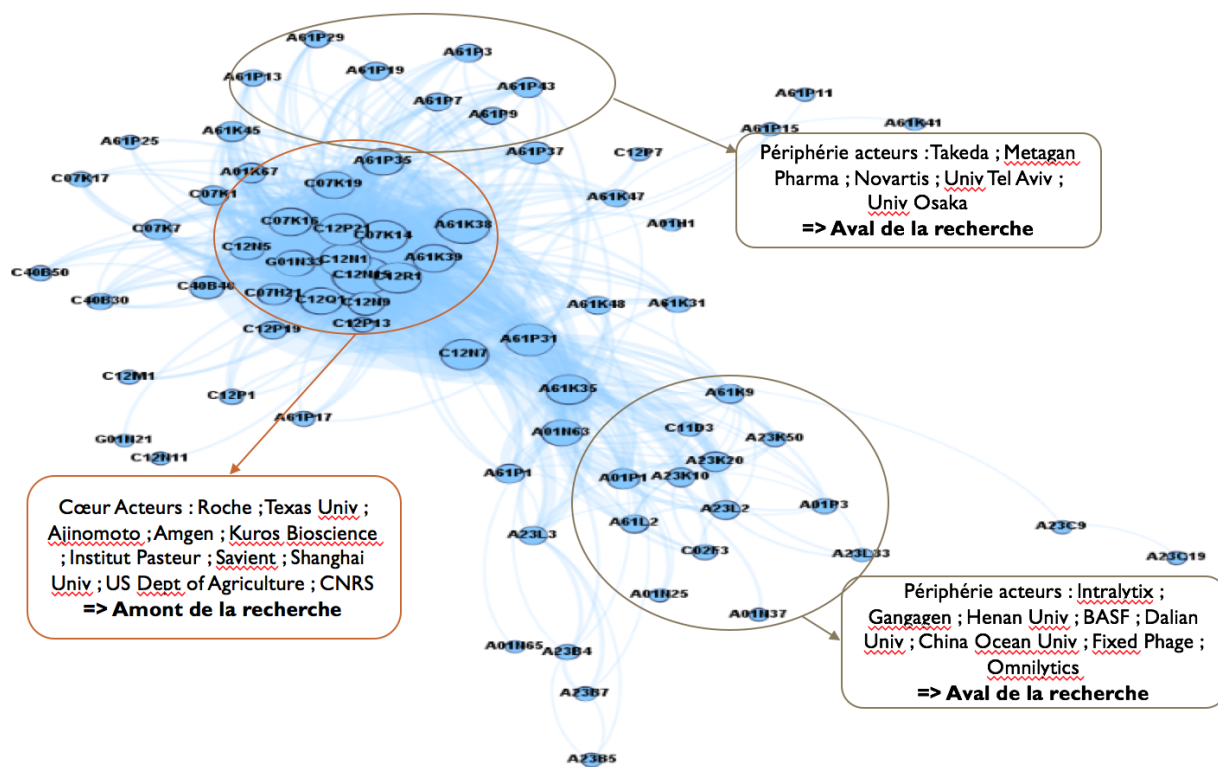 A61P29
A61P3
A61P13
A61P19
A61P43
A61P7
A61P9
A61P11
A61P15
A61K41
A61K45
A61P25
A61P35
A61P37
C12P7
A01K67
C07K17
C07K1
C07K19
A61K47
A01H1
C07K7
C07K16
C12P21
C07K14
A61K38
C12N5
G01N33
C12N1
A61K39
C12N15
C12R1
C40B50
C40B30
C40B40
C07H21
C12Q1
C12N9
C12P19
C12P13
A61K48
A61K31
A61P31
C12N7
C12M1
C12P1
A61K35
A61K9
A61P17
G01N21
C12N11
A01N63
C11D3
A23K50
A61P1
A01P1
A23K10
A23K20
A61L2
A23L2
A01P3
A23L3
C02F3
A23L33
A23C9
A23C19
A01N25
A01N37
A01N65
A23B4
A23B7
A23B5
Périphérie acteurs : Takeda ; Metagan
Pharma ; Novartis ; Univ Tel Aviv ;
Univ Osaka
=> Aval de la recherche
Cœur Acteurs : Roche ; Texas Univ ;
Ajinomoto ; Amgen ; Kuros Bioscience
; Institut Pasteur ; Savient ; Shanghai
Univ ; US Dept of Agriculture ; CNRS
=> Amont de la recherche
Périphérie acteurs : Intralytix ;
Gangagen ; Henan Univ ; BASF ; Dalian
Univ ; China Ocean Univ ; Fixed Phage ;
Omnilytics
=> Aval de la recherche